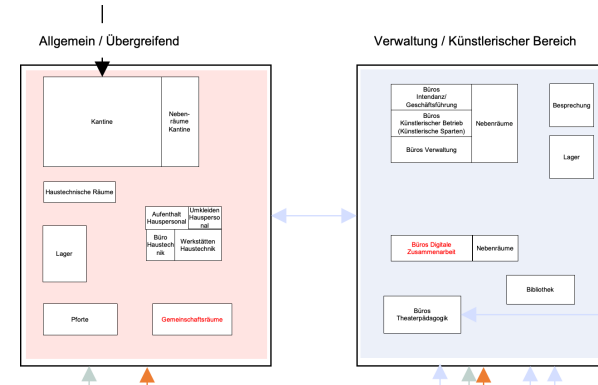 Allgemein / Übergreifend
Kantine
Neben-
räume
Kantine
Haustechnische Räume
Aufenthalt
Hauspersonal
Umkleiden
Hausperso
nal
Büro
Haustech
nik
Werkstätten
Haustechnik
Lager
Pforte
Gemeinschaftsräume
Verwaltung / Künstlerischer Bereich
Büros
Intendanz/
Geschäftsführung
Büros
Künstlerischer Betrieb
(Künstlerische Sparten)
Büros Verwaltung
Nebenräume
Besprechung
Lager
Büros Digitale
Zusammenarbeit
Nebenräume
Bibliothek
Büros
Theaterpädagogik